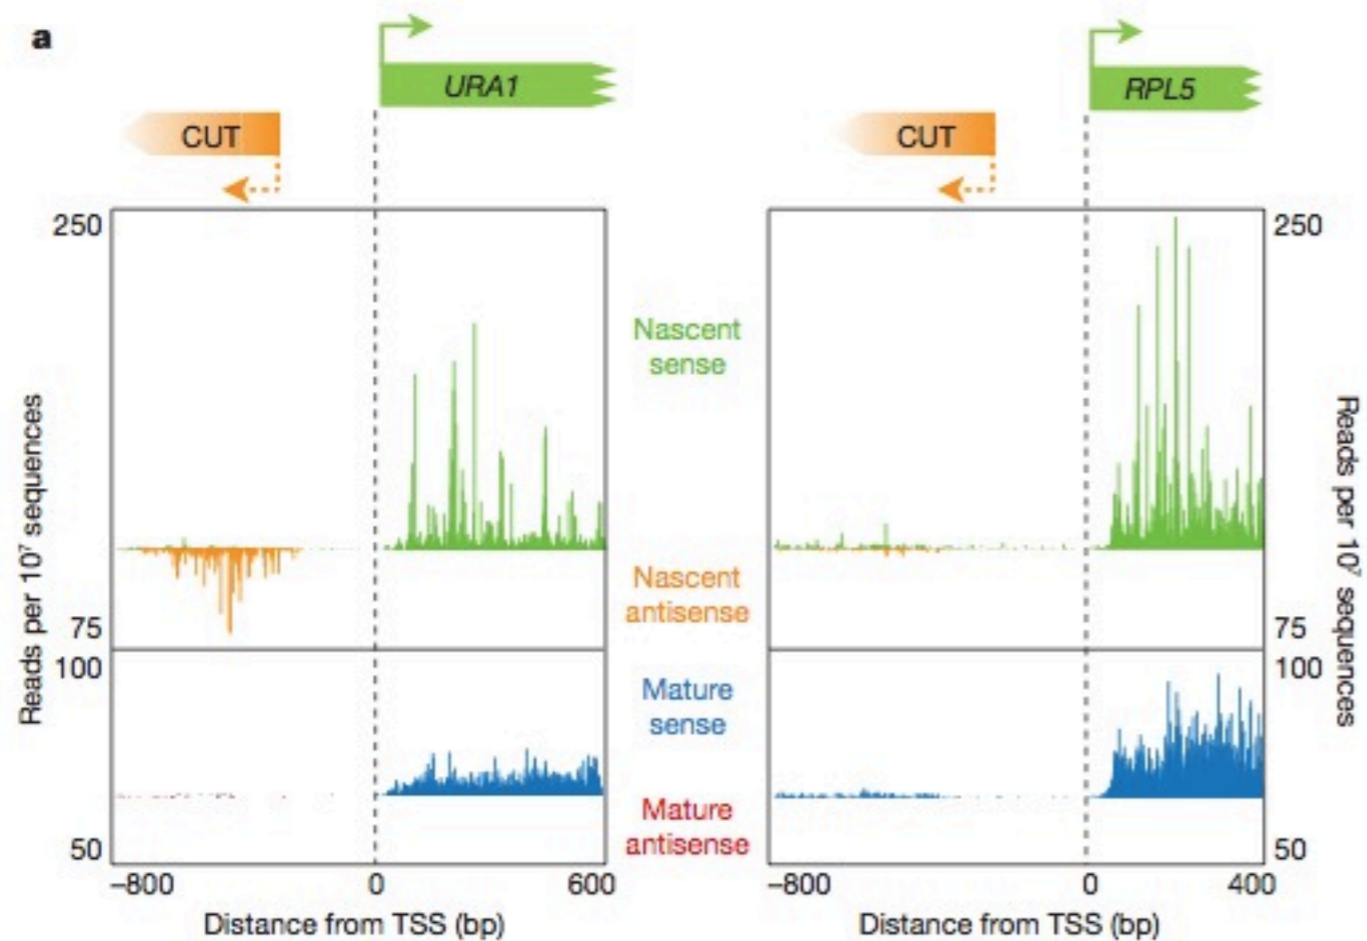 a
URA1
RPL5
CUT
CUT
250
250
Nascent
sense
Nascent
antisense
75
75
100
100
Mature
sense
Mature
antisense
50
50
Reads per 10⁷ sequences
Reads per 10⁷ sequences
−800
0
600
−800
0
400
Distance from TSS (bp)
Distance from TSS (bp)